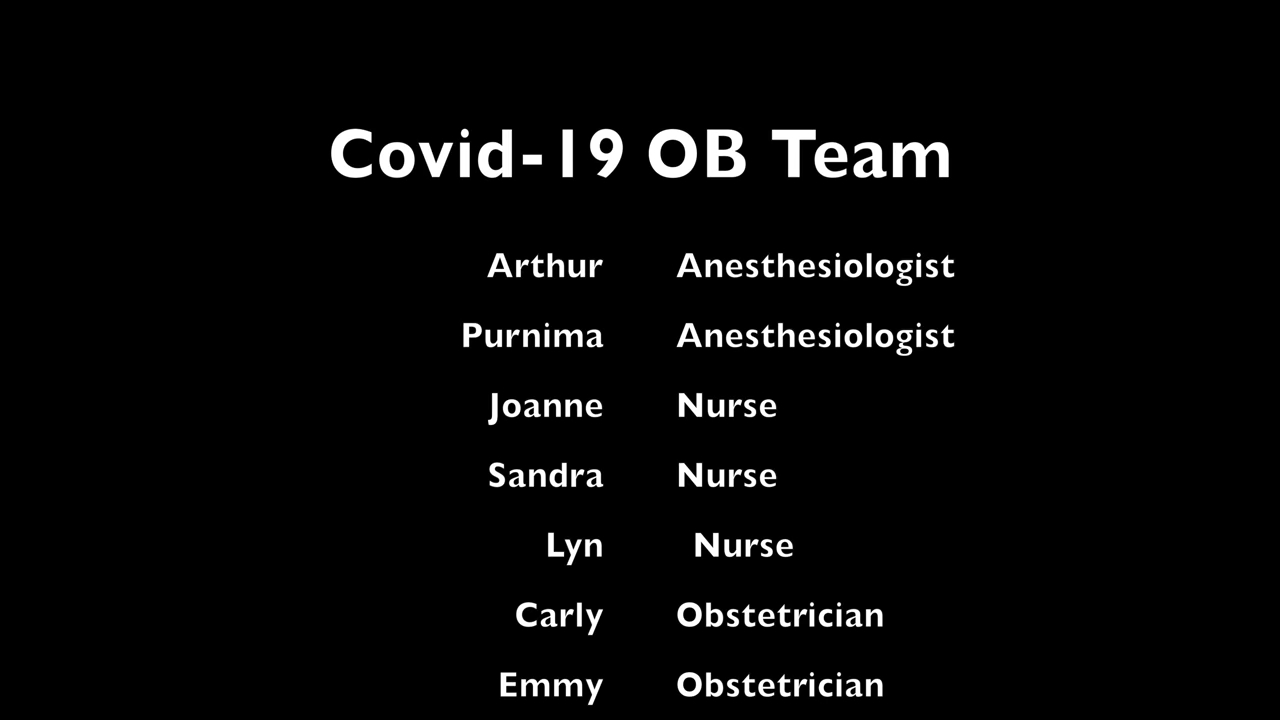 Covid-19 OB Team
Arthur Anesthesiologist
Purnima Anesthesiologist
Joanne Nurse
Sandra Nurse
Lyn Nurse
Carly Obstetrician
Emmy Obstetrician